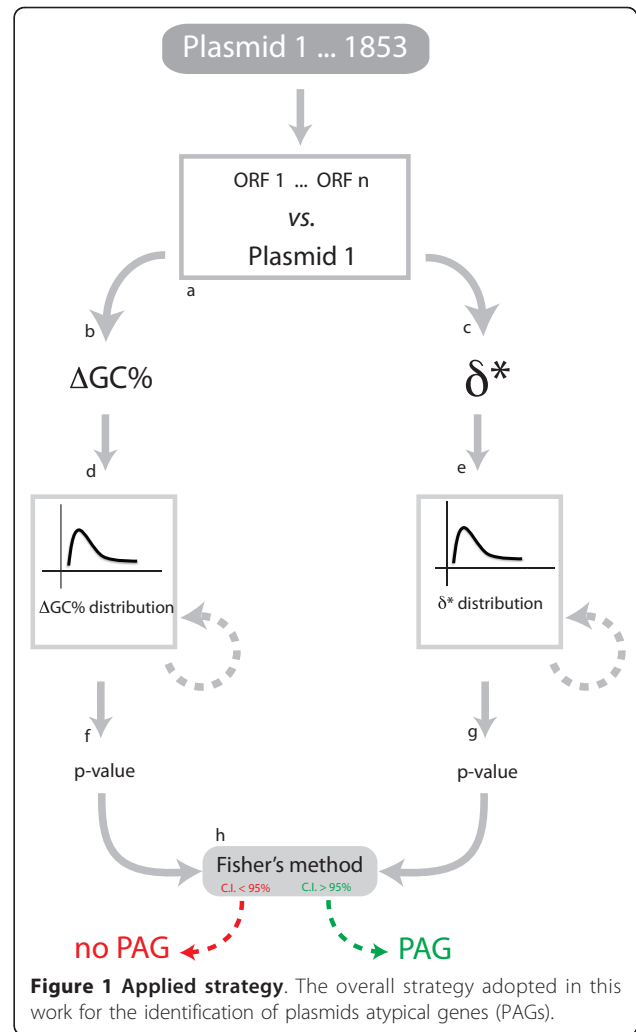 Plasmid 1 ... 1853
ORF 1 ... ORF n
vs.
Plasmid 1
a
b
c
ΔGC%
δ*
d
e
ΔGC% distribution
δ* distribution
f
g
p-value
p-value
h
Fisher's method
C.I. < 95%
C.I. > 95%
no PAG
PAG
Figure 1 Applied strategy. The overall strategy adopted in this
work for the identification of plasmids atypical genes (PAGs).